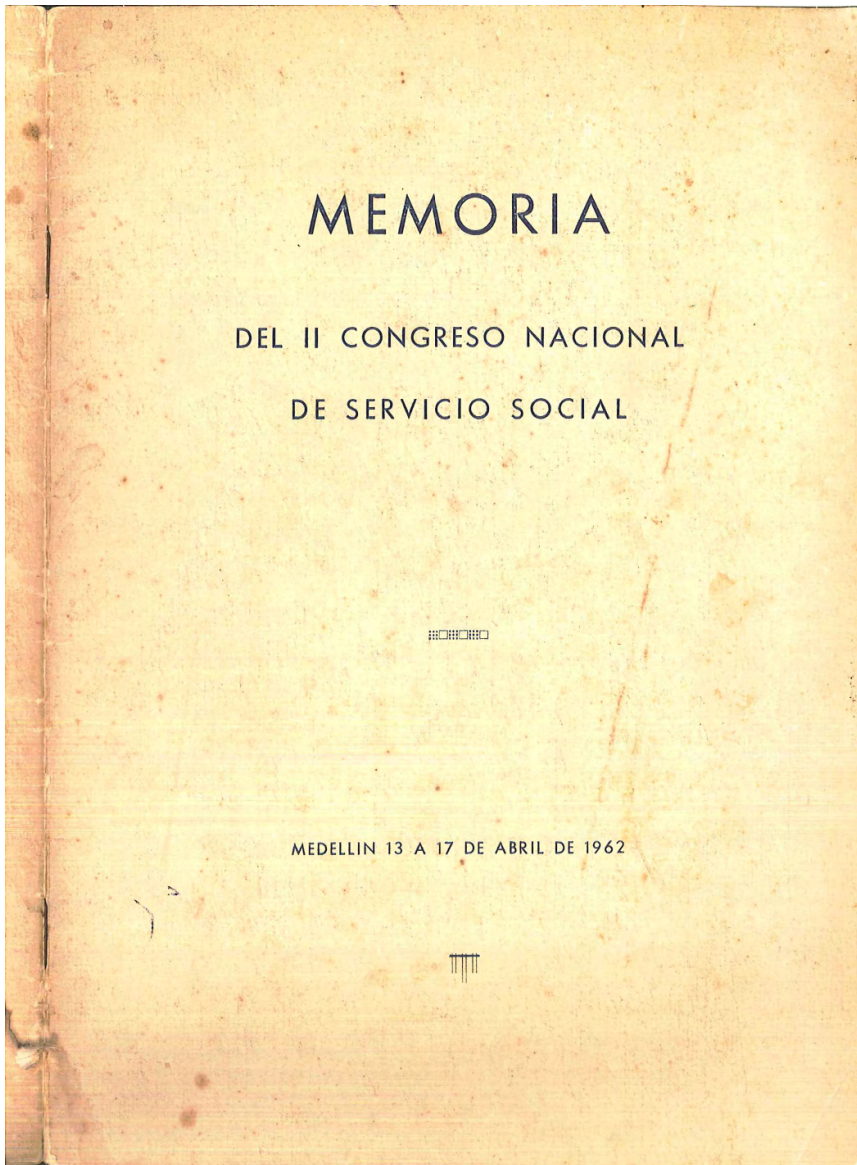 MEMORIA
DEL II CONGRESO NACIONAL
DE SERVICIO SOCIAL
MEDELLIN 13 A 17 DE ABRIL DE 1962